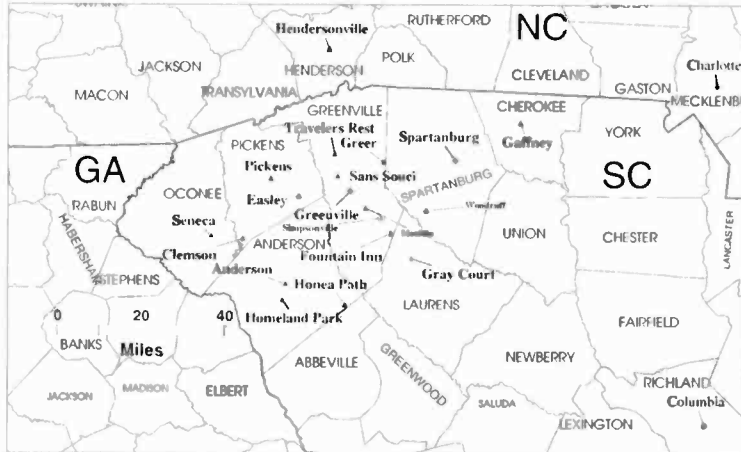 RUTHERFORD
NC
Hendersonville
JACKSON
POLK
Charlotte
HENDERSON
CLEVELAND
TRANSYLVANIA
GASTON
MACON
MECKLENBU
CHEROKEE
GREENVILLE
YORK
Travelers Rest
Spartanburg
PICKENS
Greer
Gaffney
GA
Pickens
Sans Souci
SC
SPARTANBURG
OCONEE
Easley
RABUN
Woodruff
Seneca
Greenville
Simpsonville
UNION
HABERSHAM
ANDERSON
CHESTER
LANCASTER
Clemson
Fountain Inn
Anderson
Gray Court
STEPHENS
Honea Path
LAURENS
0 20 40
Homeland Park
FAIRFIELD
BANKS
Miles
NEWBERRY
ABBEVILLE
GREENWOOD
RICHLAND
JACKSON
MADISON
ELBERT
Columbia
SALUDA
LEXINGTON